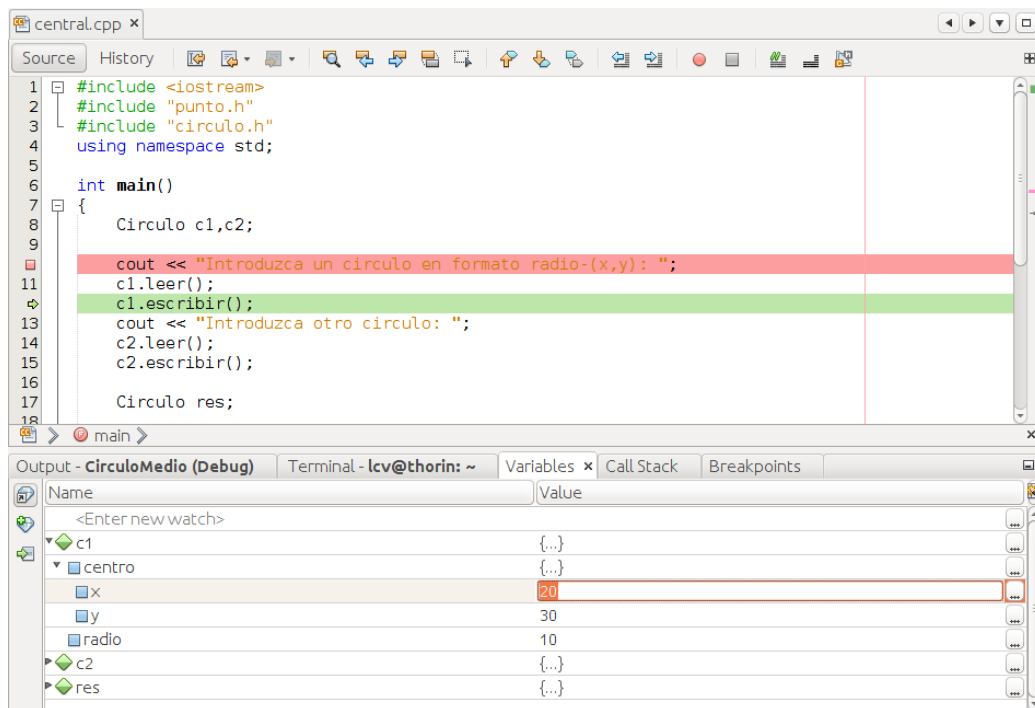 central.cpp
Source History
1 #include <iostream>
2 #include "punto.h"
3 #include "circulo.h"
4 using namespace std;
5
6 int main()
7 {
8 Circulo c1,c2;
9
cout << "Introduzca un circulo en formato radio-(x,y): ";
11 c1.leer();
c1.escribir();
13 cout << "Introduzca otro circulo: ";
14 c2.leer();
15 c2.escribir();
16
17 Circulo res;
18
main
Output - CirculoMedio (Debug) Terminal - lcv@thorin: ~ Variables Call Stack Breakpoints
Name Value
<Enter new watch>
c1 {...}
centro {...}
x 20
y 30
radio 10
c2 {...}
res {...}